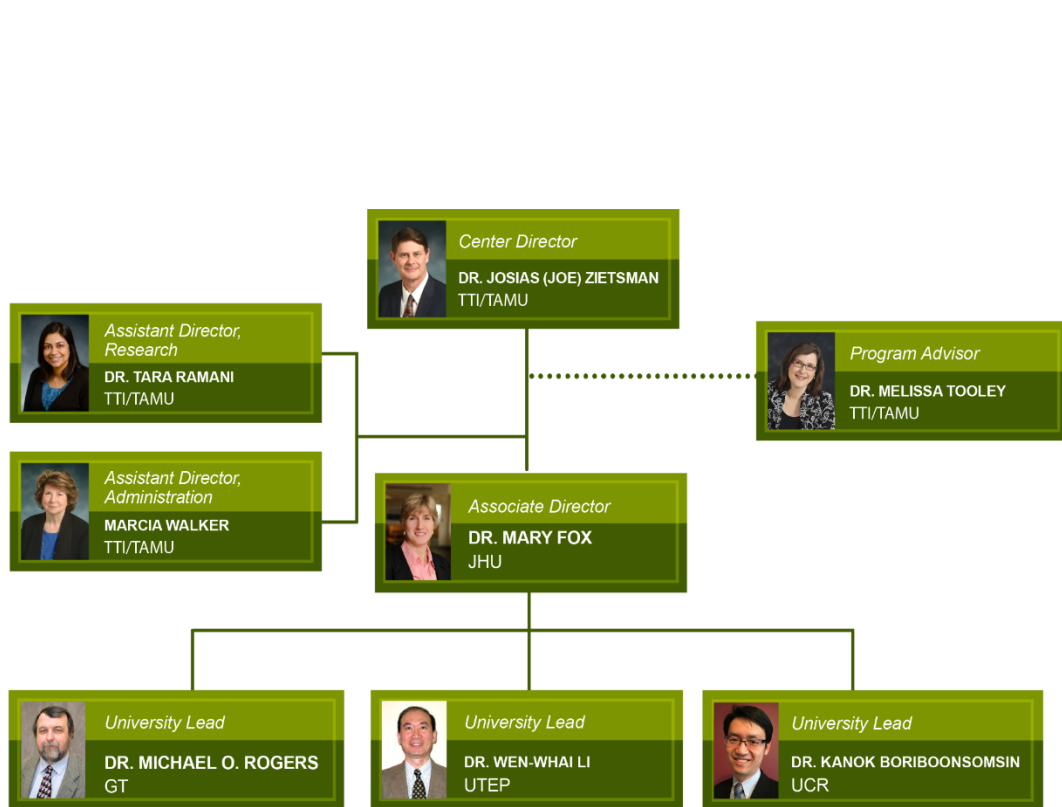 Center Director
DR. JOSIAS (JOE) ZIETSMAN
TTI/TAMU
Assistant Director,
Research
DR. TARA RAMANI
TTI/TAMU
Program Advisor
DR. MELISSA TOOLEY
TTI/TAMU
Assistant Director,
Administration
MARCIA WALKER
TTI/TAMU
Associate Director
DR. MARY FOX
JHU
University Lead
DR. MICHAEL O. ROGERS
GT
University Lead
DR. WEN-WHAI LI
UTEP
University Lead
DR. KANOK BORIBOONSOMSIN
UCR